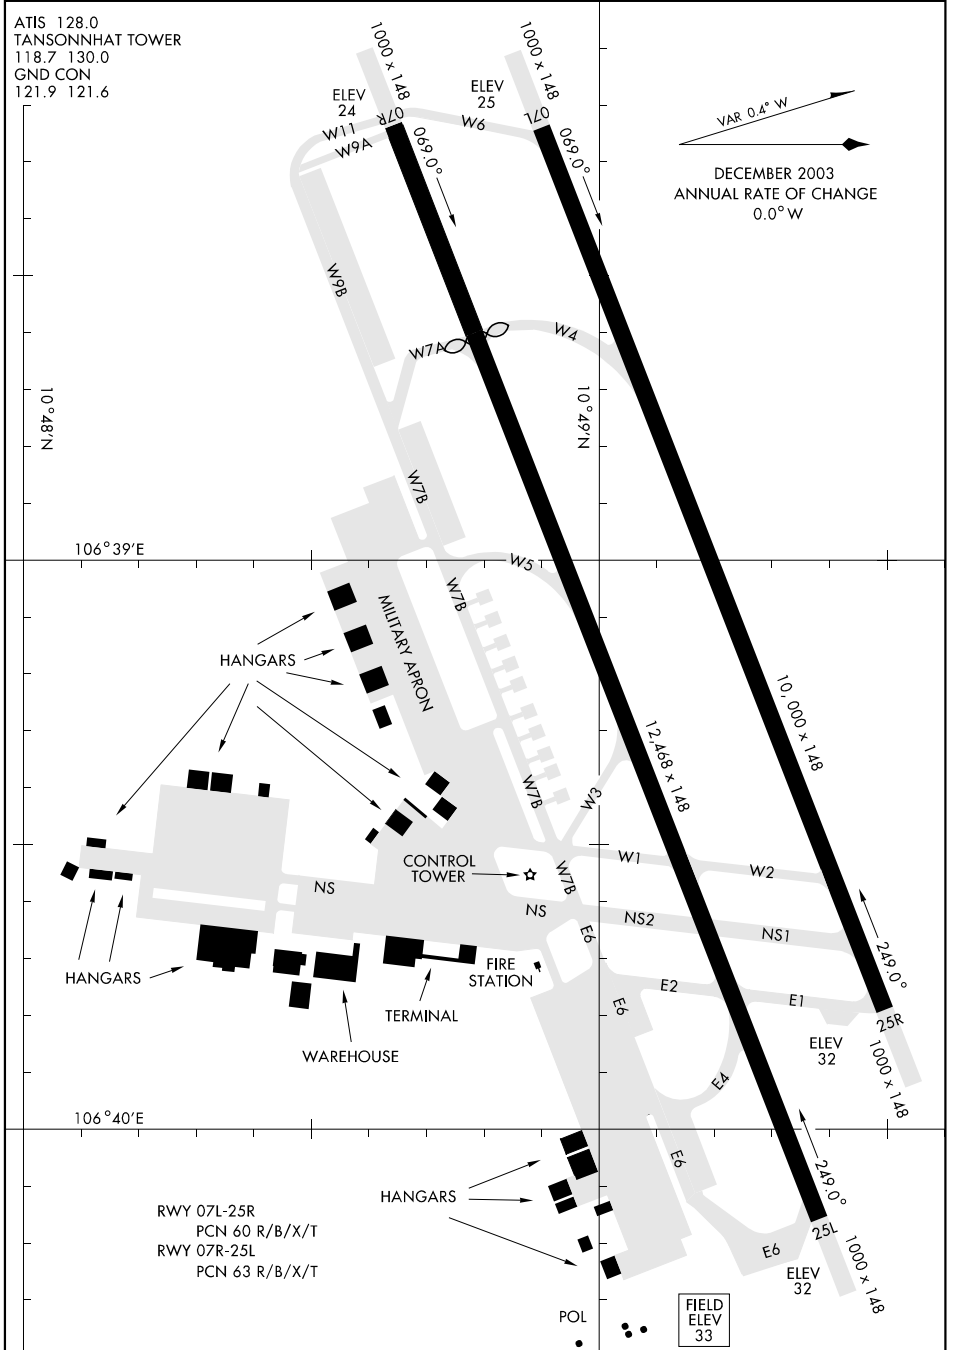 ATIS 128.0
TANSONNHAT TOWER
118.7 130.0
GND CON
121.9 121.6
1000 x 148
1000 x 148
ELEV
24
ELEV
25
07R
07L
W11
W9A
W6
069.0°
069.0°
VAR 0.4° W
DECEMBER 2003
ANNUAL RATE OF CHANGE
0.0° W
W9B
W7A
W4
10°48'N
10°49'N
W7B
106°39'E
W5
W7B
MILITARY APRON
HANGARS
10,000 x 148
12,468 x 148
W7B
W3
CONTROL
TOWER
W1
W2
W7B
NS
NS
NS2
NS1
E6
249.0°
HANGARS
FIRE
STATION
E2
E1
E6
TERMINAL
25R
WAREHOUSE
ELEV
32
1000 x 148
E4
106°40'E
E6
249.0°
HANGARS
RWY 07L-25R
PCN 60 R/B/X/T
RWY 07R-25L
PCN 63 R/B/X/T
25L
E6
1000 x 148
ELEV
32
POL
FIELD
ELEV
33